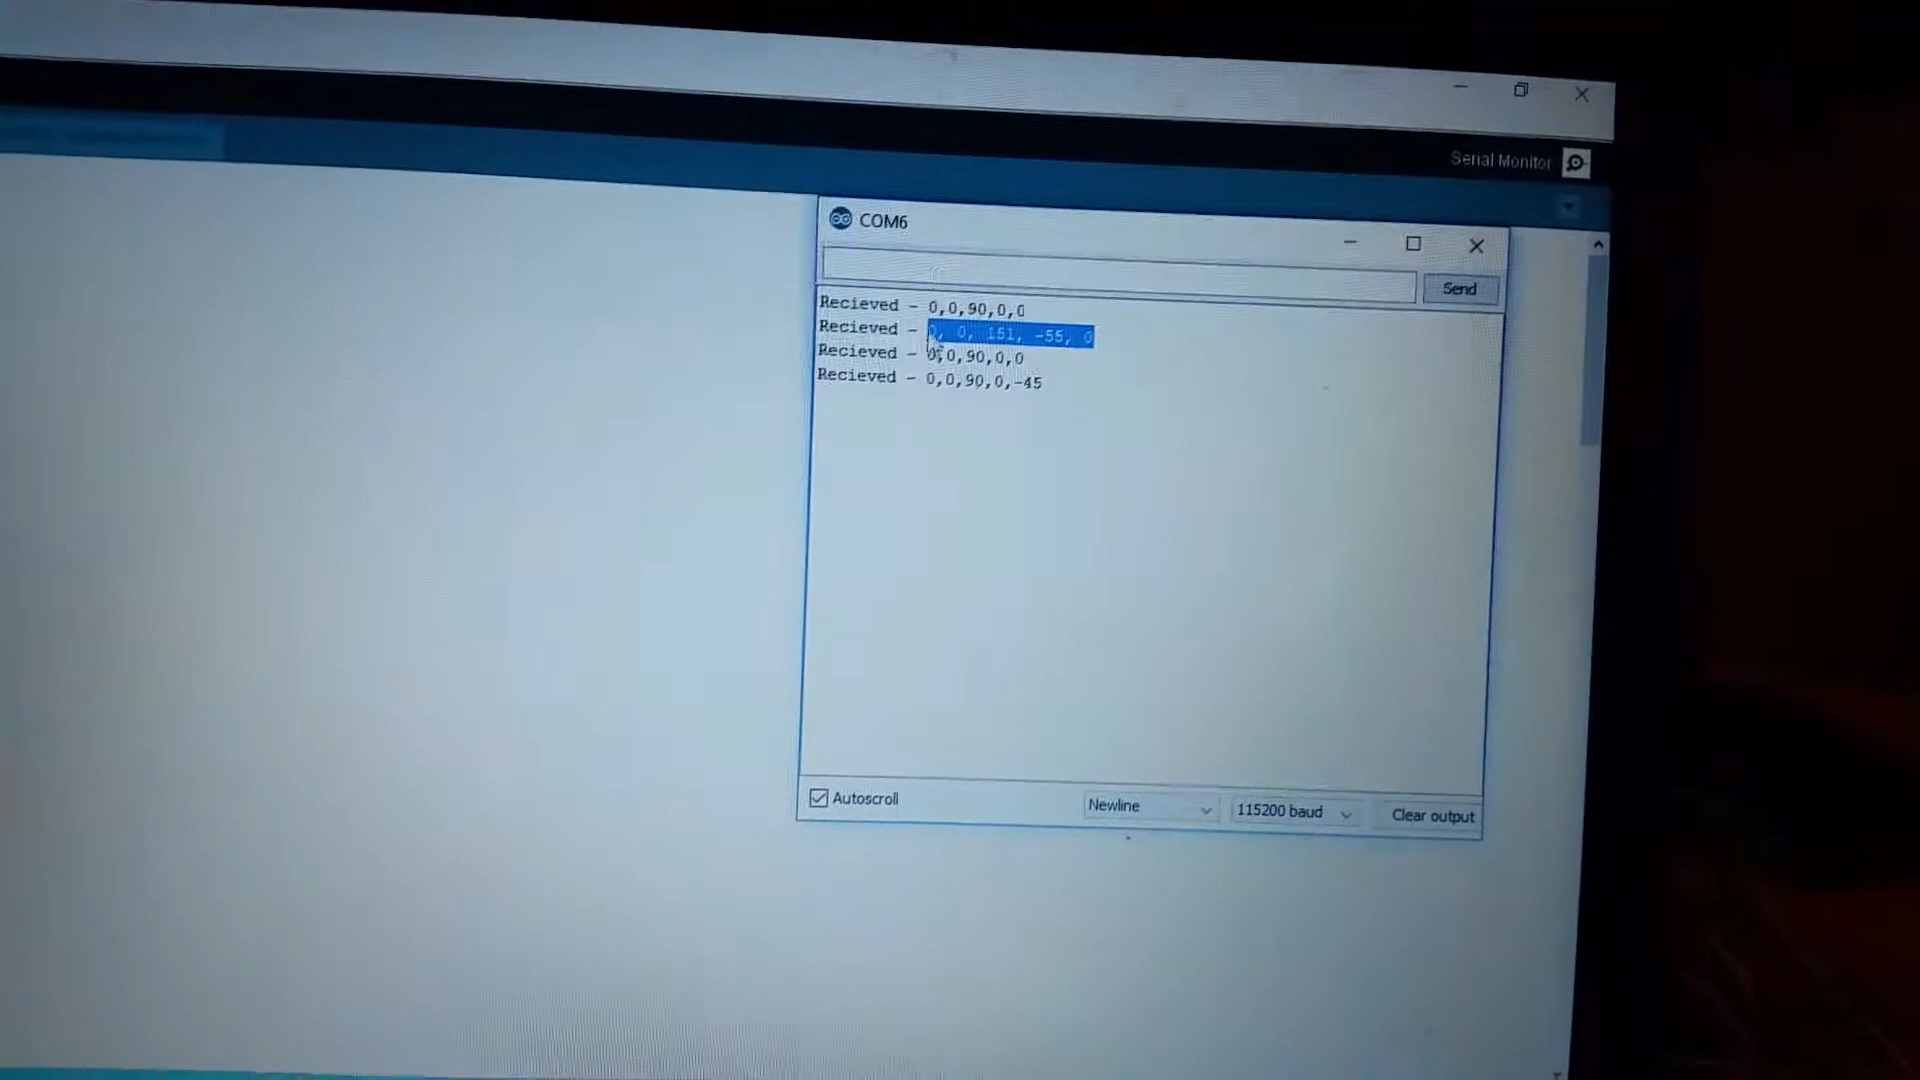 Serial Monitor
COM6
Send
Recieved - 0,0,90,0,0
Recieved - 0, 0, 151, -55, 0
Recieved - 0,0,90,0,0
Recieved - 0,0,90,0,-45
Autoscroll
Newline
115200 baud
Clear output